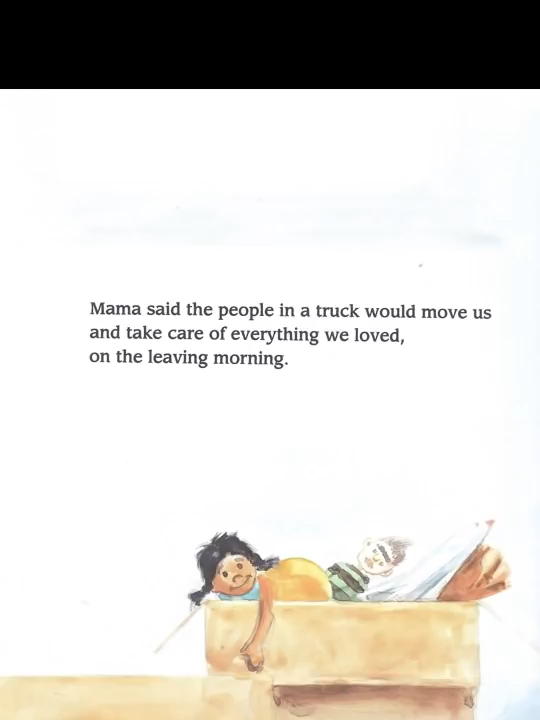 Mama said the people in a truck would move us
and take care of everything we loved,
on the leaving morning.